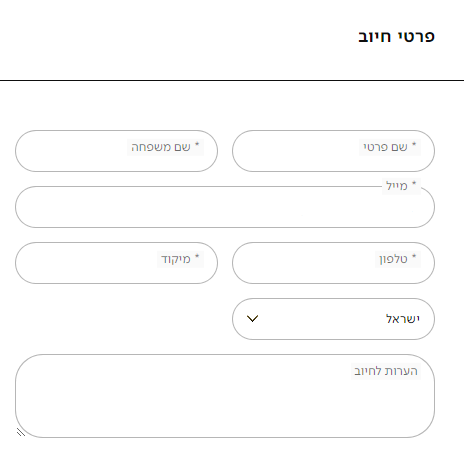 פרטי חיוב
* שם פרטי
* שם משפחה
* מייל
* טלפון
* מיקוד
ישראל
הערות לחיוב